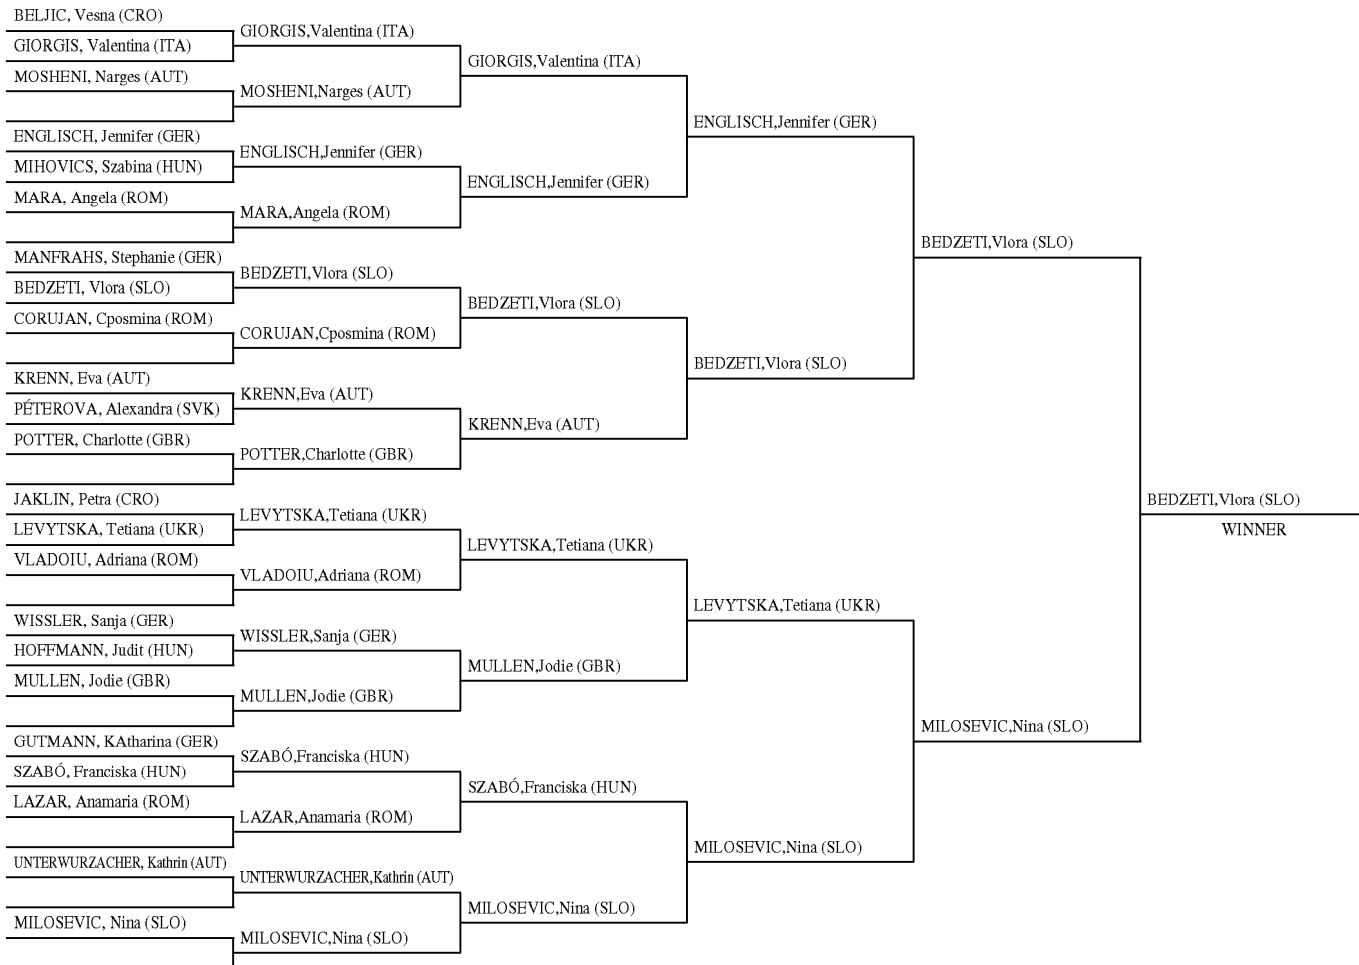 BELJIC, Vesna (CRO)
GIORGIS, Valentina (ITA)
MOSHENI, Narges (AUT)
ENGLISCH, Jennifer (GER)
MIHOVICS, Szabina (HUN)
MARA, Angela (ROM)
MANFRAHS, Stephanie (GER)
BEDZETI, Vlora (SLO)
CORUJAN, Cposmina (ROM)
KRENN, Eva (AUT)
PÉTEROVA, Alexandra (SVK)
POTTER, Charlotte (GBR)
JAKLIN, Petra (CRO)
LEVYTSKA, Tetiana (UKR)
VLADOIU, Adriana (ROM)
WISSLER, Sanja (GER)
HOFFMANN, Judit (HUN)
MULLEN, Jodie (GBR)
GUTMANN, KAtharina (GER)
SZABÓ, Franciska (HUN)
LAZAR, Anamaria (ROM)
UNTERWURZACHER, Kathrin (AUT)
MILOSEVIC, Nina (SLO)
GIORGIS,Valentina (ITA)
MOSHENI,Narges (AUT)
ENGLISCH,Jennifer (GER)
MARA,Angela (ROM)
BEDZETI,Vlora (SLO)
CORUJAN,Cposmina (ROM)
KRENN,Eva (AUT)
POTTER,Charlotte (GBR)
LEVYTSKA,Tetiana (UKR)
VLADOIU,Adriana (ROM)
WISSLER,Sanja (GER)
MULLEN,Jodie (GBR)
SZABÓ,Franciska (HUN)
LAZAR,Anamaria (ROM)
UNTERWURZACHER,Kathrin (AUT)
MILOSEVIC,Nina (SLO)
GIORGIS,Valentina (ITA)
ENGLISCH,Jennifer (GER)
BEDZETI,Vlora (SLO)
KRENN,Eva (AUT)
LEVYTSKA,Tetiana (UKR)
MULLEN,Jodie (GBR)
SZABÓ,Franciska (HUN)
MILOSEVIC,Nina (SLO)
ENGLISCH,Jennifer (GER)
BEDZETI,Vlora (SLO)
LEVYTSKA,Tetiana (UKR)
MILOSEVIC,Nina (SLO)
BEDZETI,Vlora (SLO)
MILOSEVIC,Nina (SLO)
BEDZETI,Vlora (SLO)
WINNER